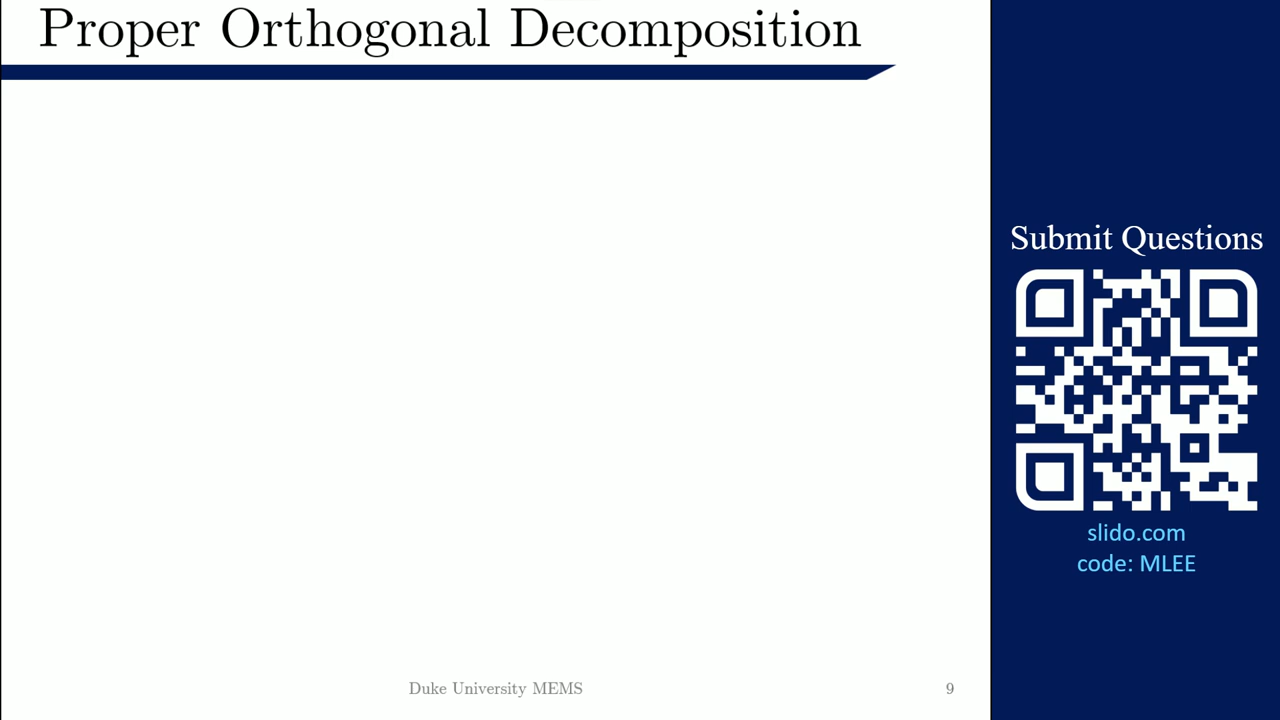 Proper Orthogonal Decomposition
Submit Questions
slido.com
code: MLEE
Duke University MEMS
9